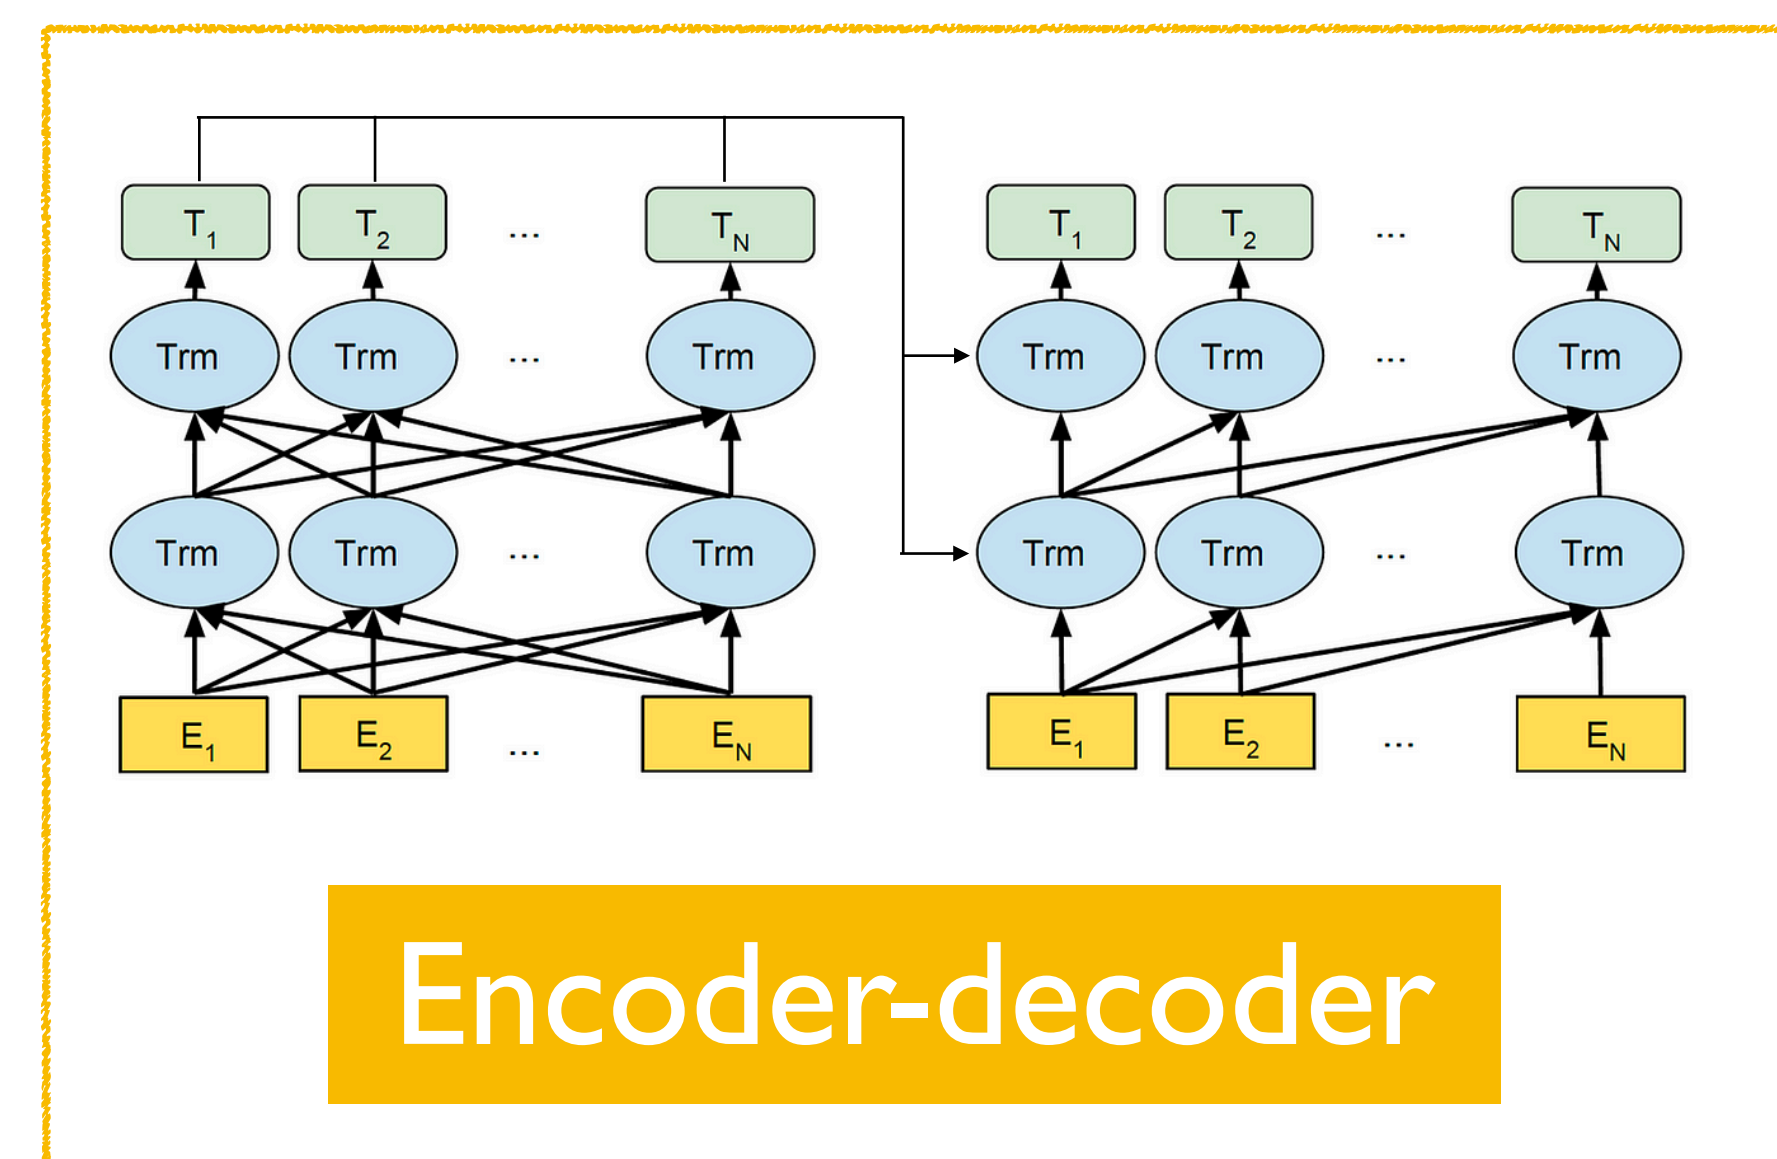 T1 T2 ... TN T1 T2 ... TN
Trm Trm ... Trm Trm Trm ... Trm
Trm Trm ... Trm Trm Trm ... Trm
E1 E2 ... EN E1 E2 ... EN
Encoder-decoder